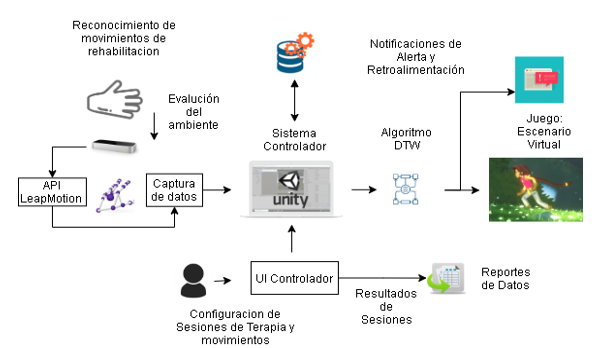 Reconocimiento de
movimientos de
rehabilitacion
Evalución
del
ambiente
API
LeapMotion
Captura
de datos
Sistema
Controlador
unity
Notificaciones de
Alerta y
Retroalimentación
Algoritmo
DTW
Juego:
Escenario
Virtual
UI Controlador
Configuracion de
Sesiones de Terapia y
movimientos
Resultados
de
Sesiones
Reportes
de Datos